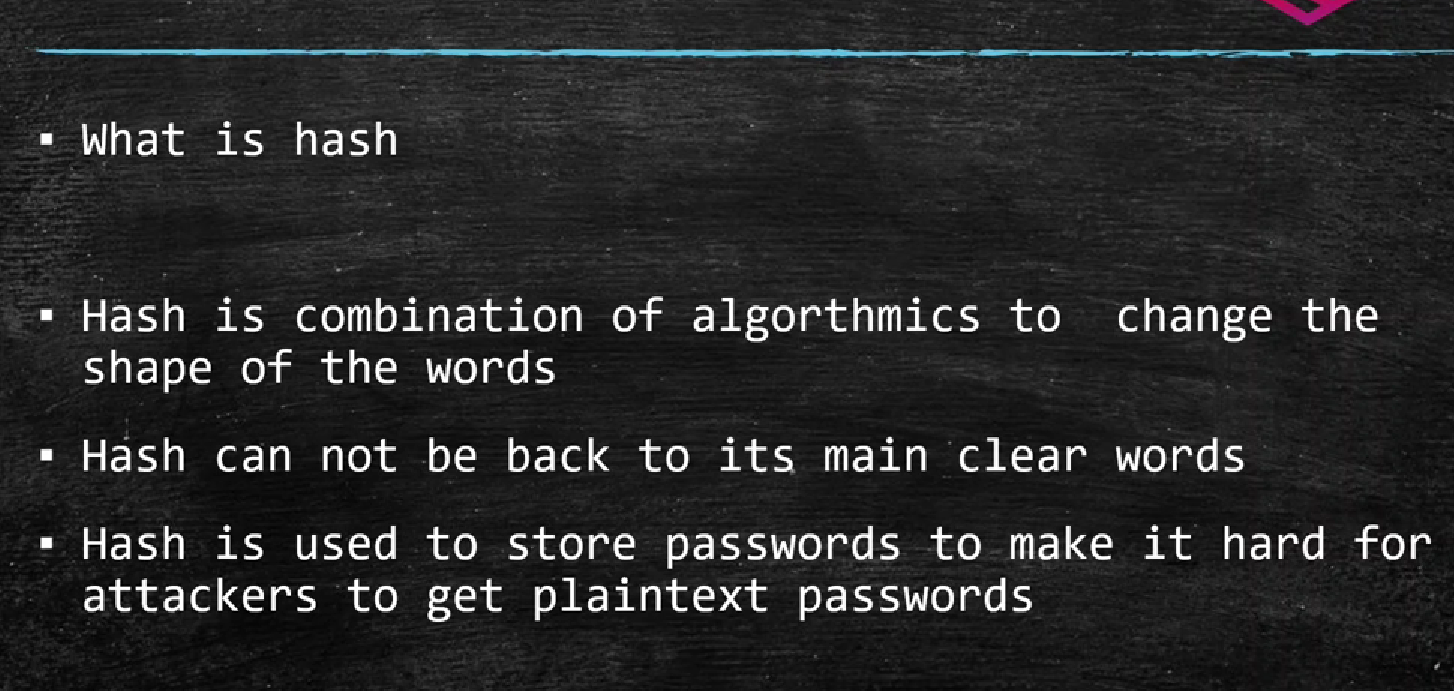 ▪ What is hash
▪ Hash is combination of algorthmics to  change the
shape of the words
▪ Hash can not be back to its main clear words
▪ Hash is used to store passwords to make it hard for
attackers to get plaintext passwords